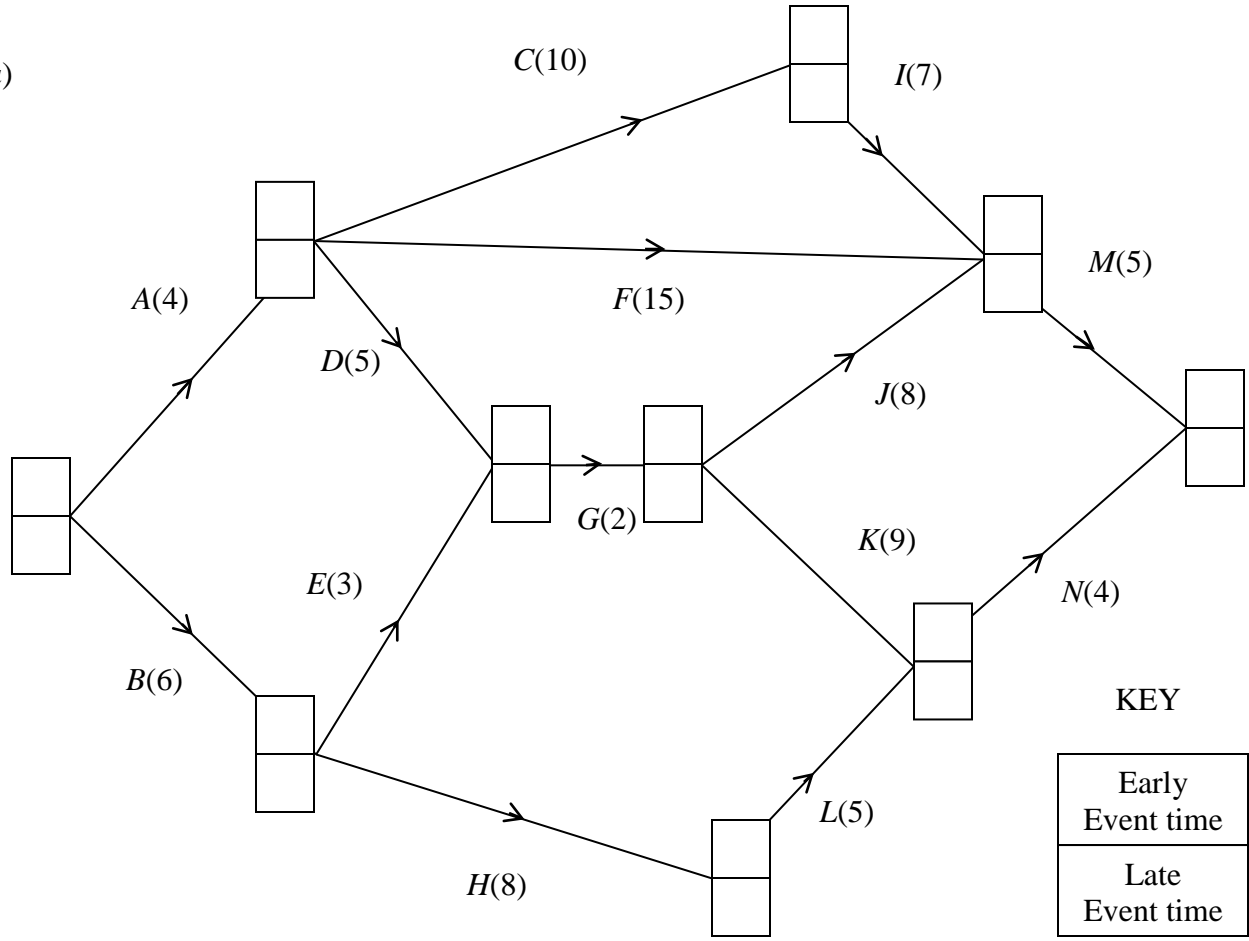 C(10)
I(7)
M(5)
A(4)
F(15)
D(5)
J(8)
G(2)
K(9)
E(3)
N(4)
B(6)
KEY
Early
Event time
L(5)
Late
Event time
H(8)